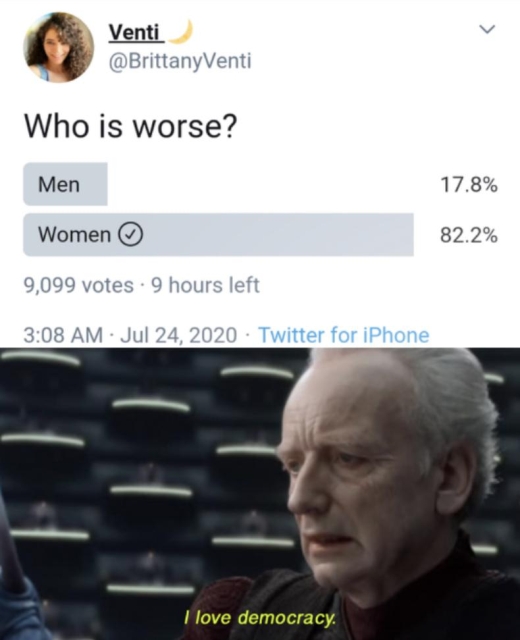 Venti 🌙
@BrittanyVenti
Who is worse?
Men 17.8%
Women 82.2%
9,099 votes · 9 hours left
3:08 AM · Jul 24, 2020 · Twitter for iPhone
I love democracy.